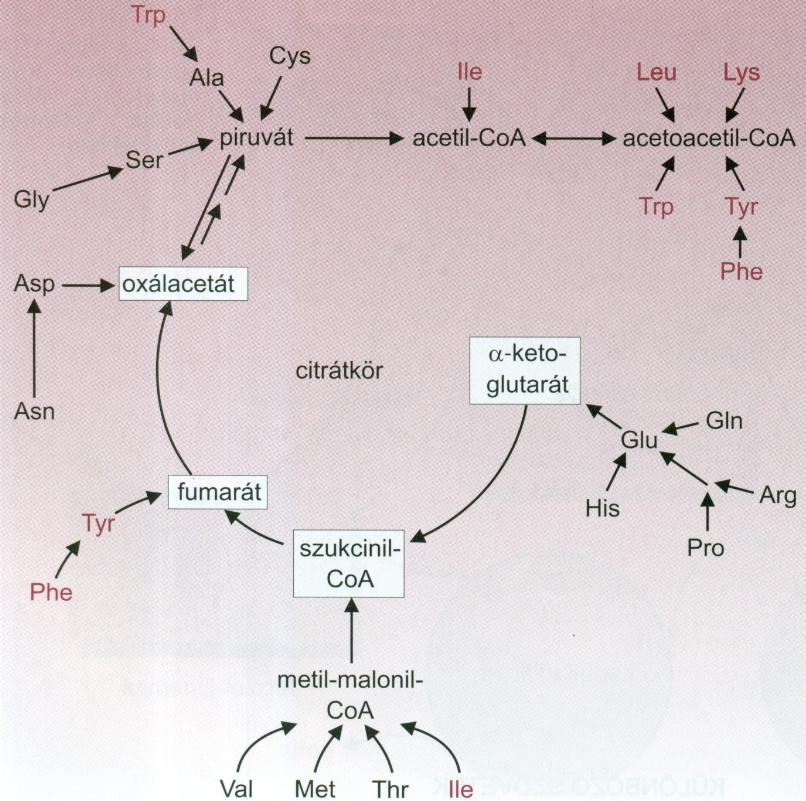 Trp
Cys
Ala
Ile
Leu
Lys
piruvát
acetil-CoA
acetoacetil-CoA
Ser
Gly
Trp
Tyr
Phe
Asp
oxálacetát
citrátkör
α-keto-
glutarát
Asn
Gln
Glu
His
Arg
Pro
fumarát
Tyr
Phe
szukcinil-
CoA
metil-malonil-
CoA
Val
Met
Thr
Ile
KÜLÖNBÖZŐ SZÖVETEK